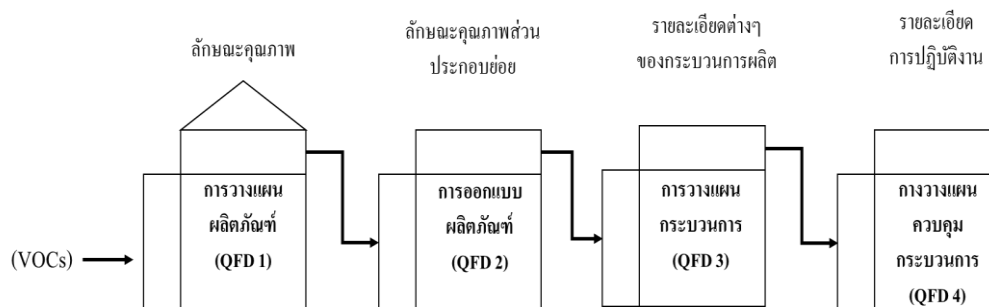 ลักษณะคุณภาพ
ลักษณะคุณภาพส่วน
ประกอบย่อย
รายละเอียดต่างๆ
ของกระบวนการผลิต
รายละเอียด
การปฏิบัติงาน
(VOCs)
การวางแผน
ผลิตภัณฑ์
(QFD 1)
การออกแบบ
ผลิตภัณฑ์
(QFD 2)
การวางแผน
กระบวนการ
(QFD 3)
กางวางแผน
ควบคุม
กระบวนการ
(QFD 4)